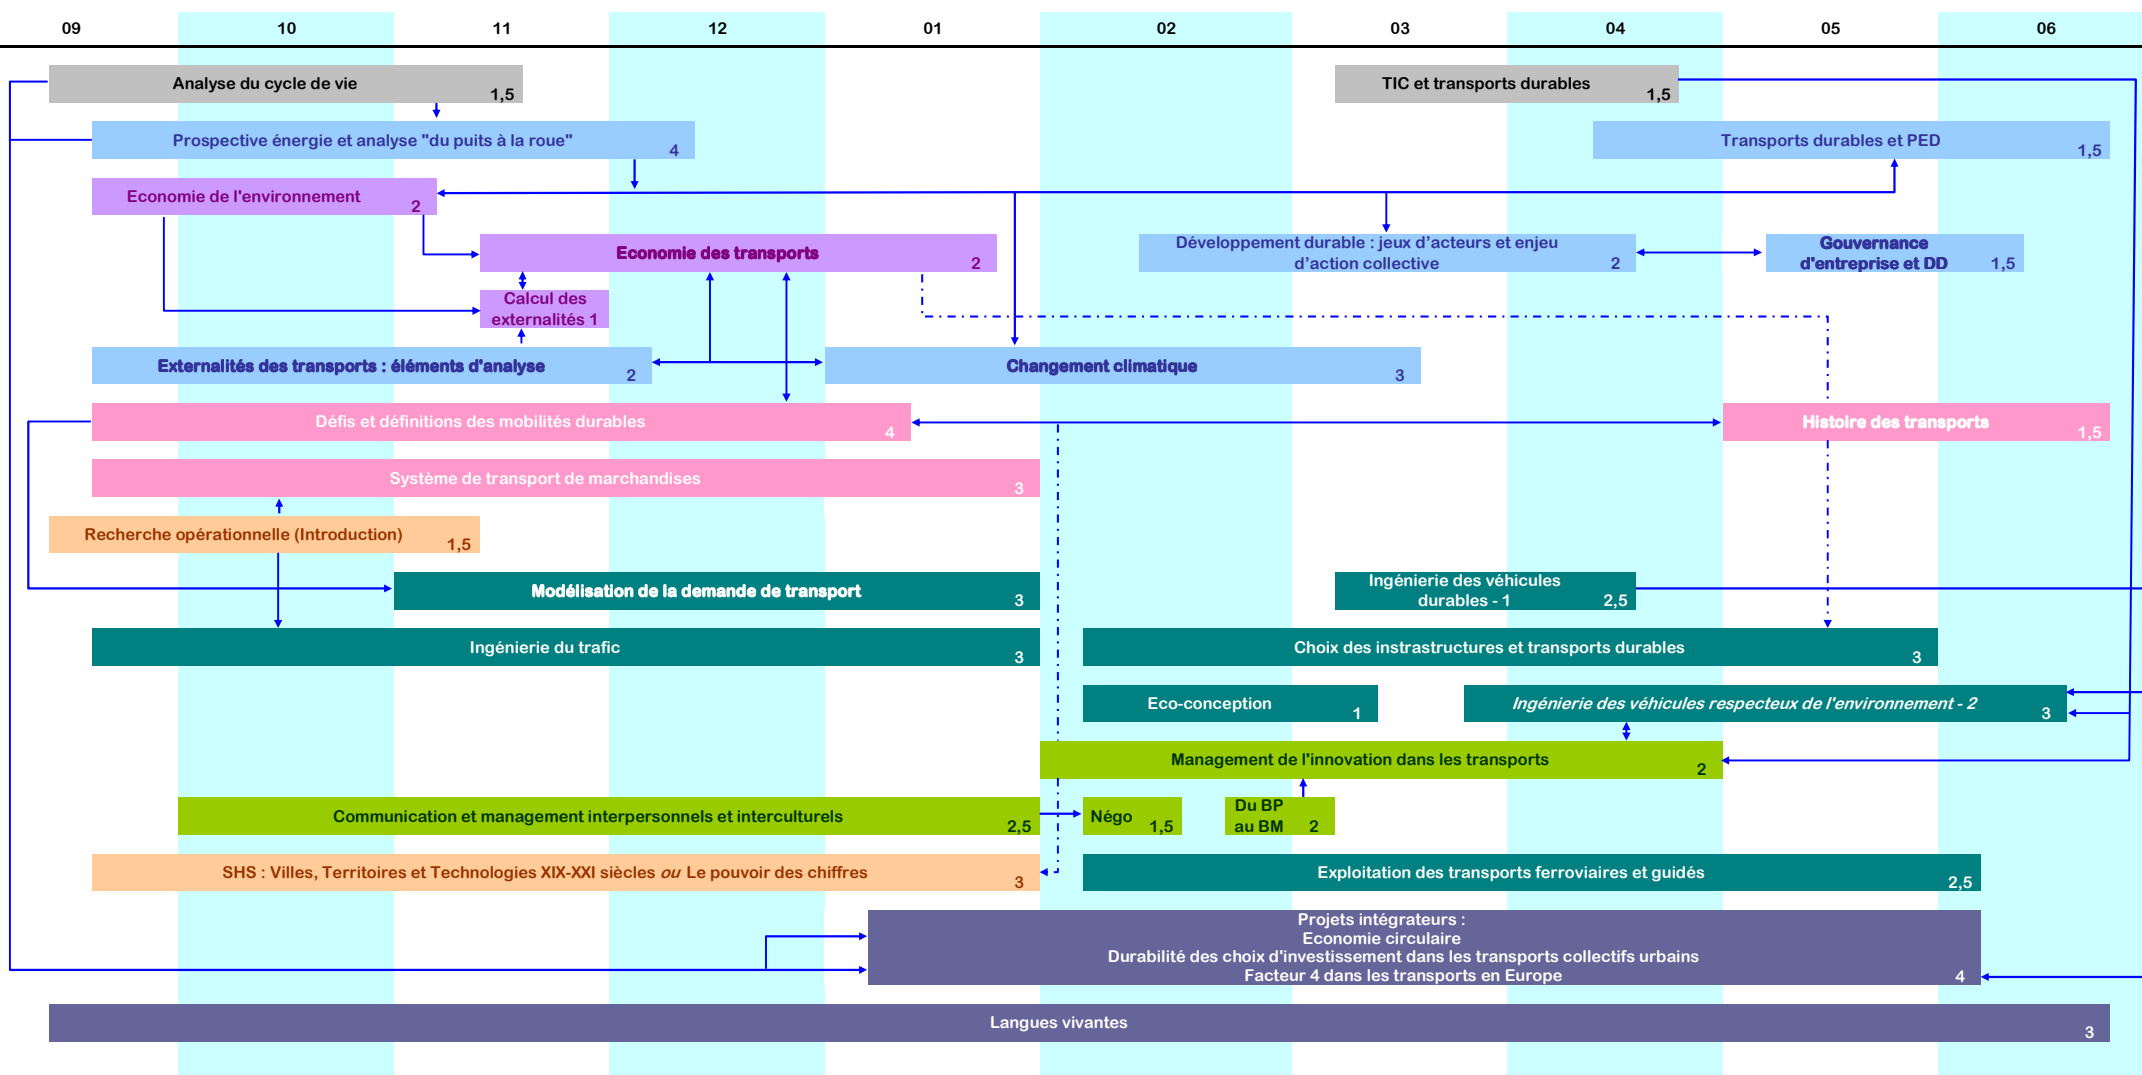 09 10 11 12 01 02 03 04 05 06
Analyse du cycle de vie 1,5
TIC et transports durables 1,5
Prospective énergie et analyse "du puits à la roue" 4
Transports durables et PED 1,5
Economie de l'environnement 2
Economie des transports 2
Développement durable : jeux d'acteurs et enjeu
d'action collective 2
Gouvernance
d'entreprise et DD 1,5
Calcul des
externalités 1
Externalités des transports : éléments d'analyse 2
Changement climatique 3
Défis et définitions des mobilités durables 4
Histoire des transports 1,5
Système de transport de marchandises 3
Recherche opérationnelle (Introduction) 1,5
Modélisation de la demande de transport 3
Ingénierie des véhicules
durables - 1 2,5
Ingénierie du trafic 3
Choix des instrastructures et transports durables 3
Eco-conception 1
Ingénierie des véhicules respecteux de l'environnement - 2 3
Management de l'innovation dans les transports 2
Communication et management interpersonnels et interculturels 2,5
Négo 1,5
Du BP
au BM 2
SHS : Villes, Territoires et Technologies XIX-XXI siècles ou Le pouvoir des chiffres 3
Exploitation des transports ferroviaires et guidés 2,5
Projets intégrateurs :
Economie circulaire
Durabilité des choix d'investissement dans les transports collectifs urbains
Facteur 4 dans les transports en Europe 4
Langues vivantes 3